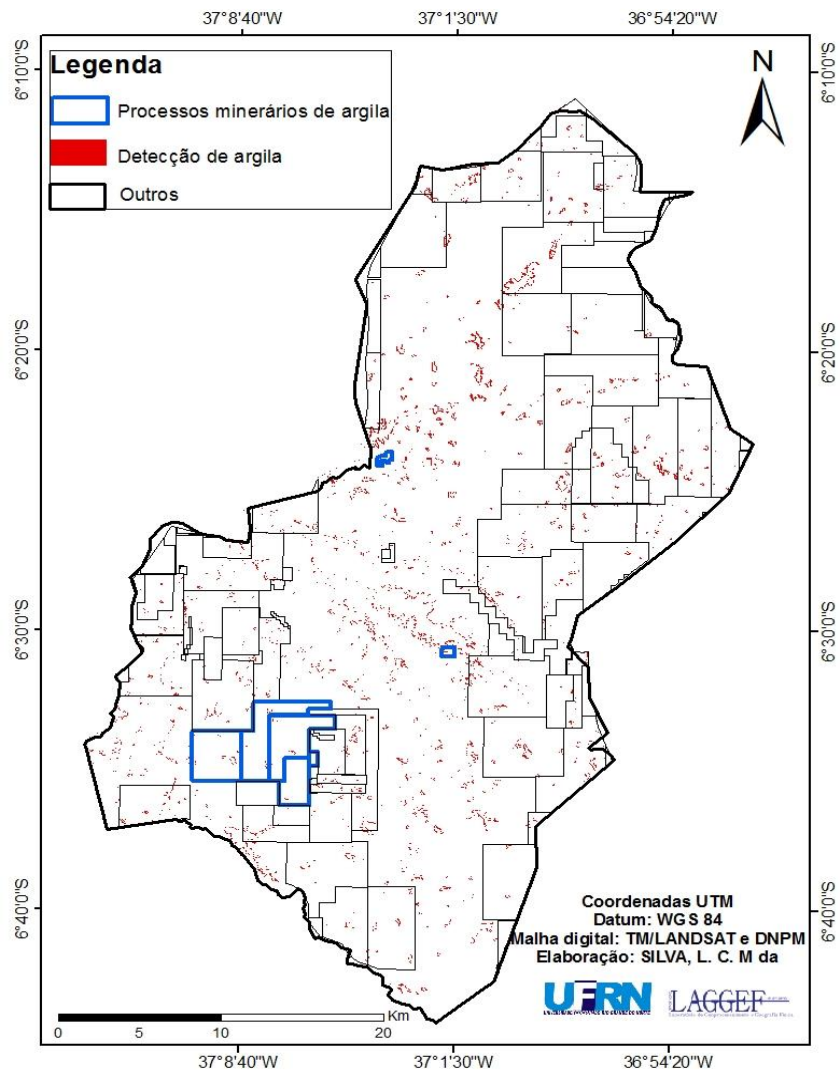 37°8'40"W 37°1'30"W 36°54'20"W
6°10'0"S
6°10'0"S
Legenda
Processos minerários de argila
Detecção de argila
Outros
N
6°20'0"S
6°20'0"S
6°30'0"S
6°30'0"S
6°40'0"S
6°40'0"S
Coordenadas UTM
Datum: WGS 84
Malha digital: TM/LANDSAT e DNPM
Elaboração: SILVA, L. C. M da
UFRN
LAGGEF
Km
0 5 10 20
37°8'40"W 37°1'30"W 36°54'20"W